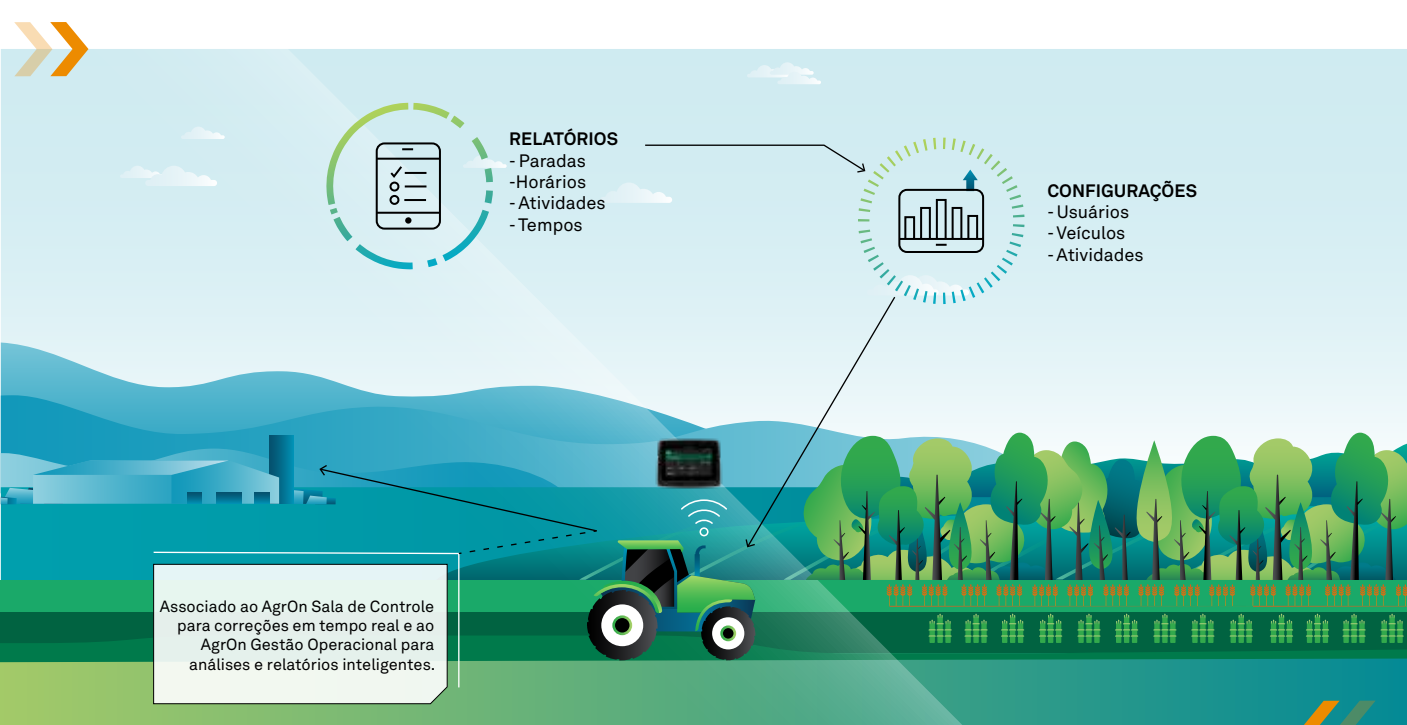 RELATÓRIOS
- Paradas
-Horários
- Atividades
- Tempos
CONFIGURAÇÕES
- Usuários
- Veículos
- Atividades
Associado ao AgrOn Sala de Controle
para correções em tempo real e ao
AgrOn Gestão Operacional para
análises e relatórios inteligentes.